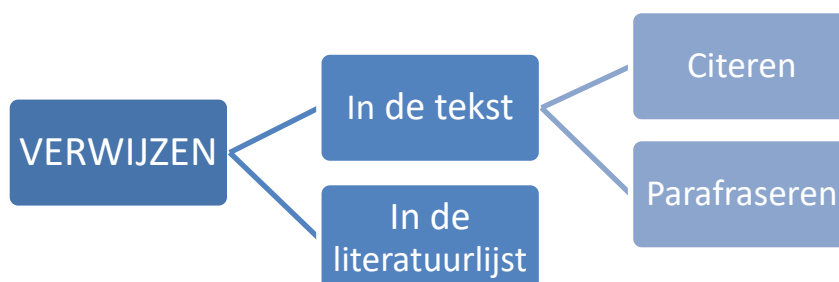 VERWIJZEN
In de tekst
Citeren
Parafraseren
In de
literatuurlijst